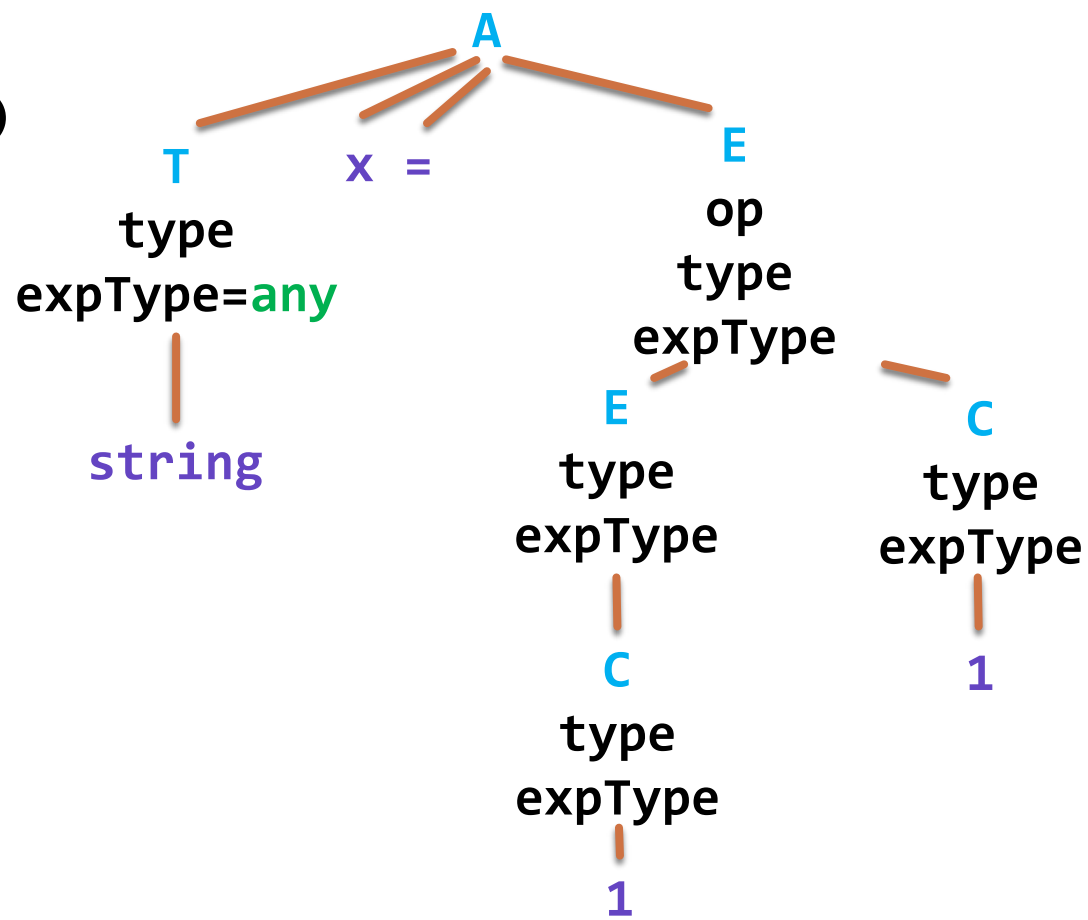 A
T
x =
E
type
op
expType=any
type
expType
string
E
C
type
type
expType
expType
C
1
type
expType
1